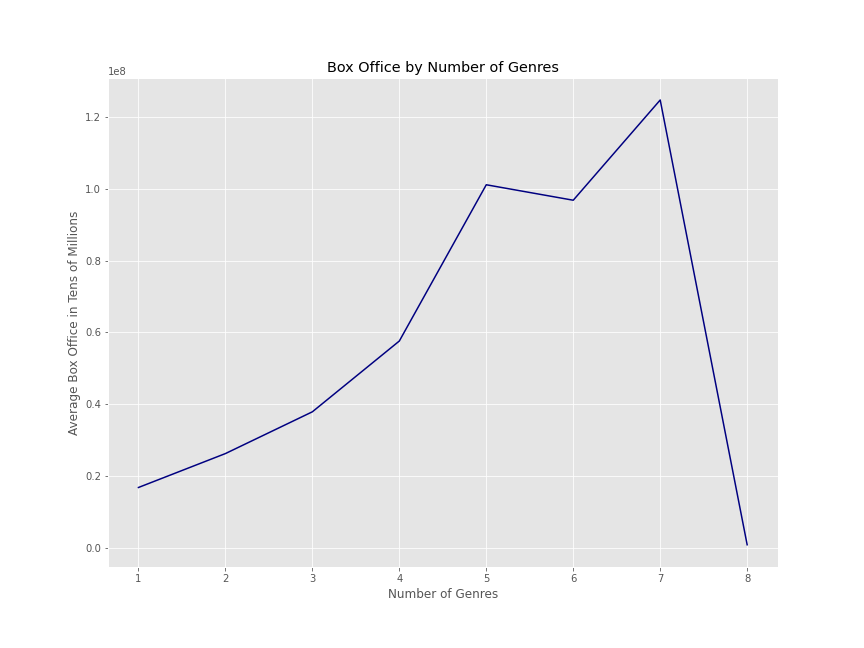 Box Office by Number of Genres
1e8
1.2
1.0
0.8
0.6
0.4
0.2
0.0
Average Box Office in Tens of Millions
1 2 3 4 5 6 7 8
Number of Genres